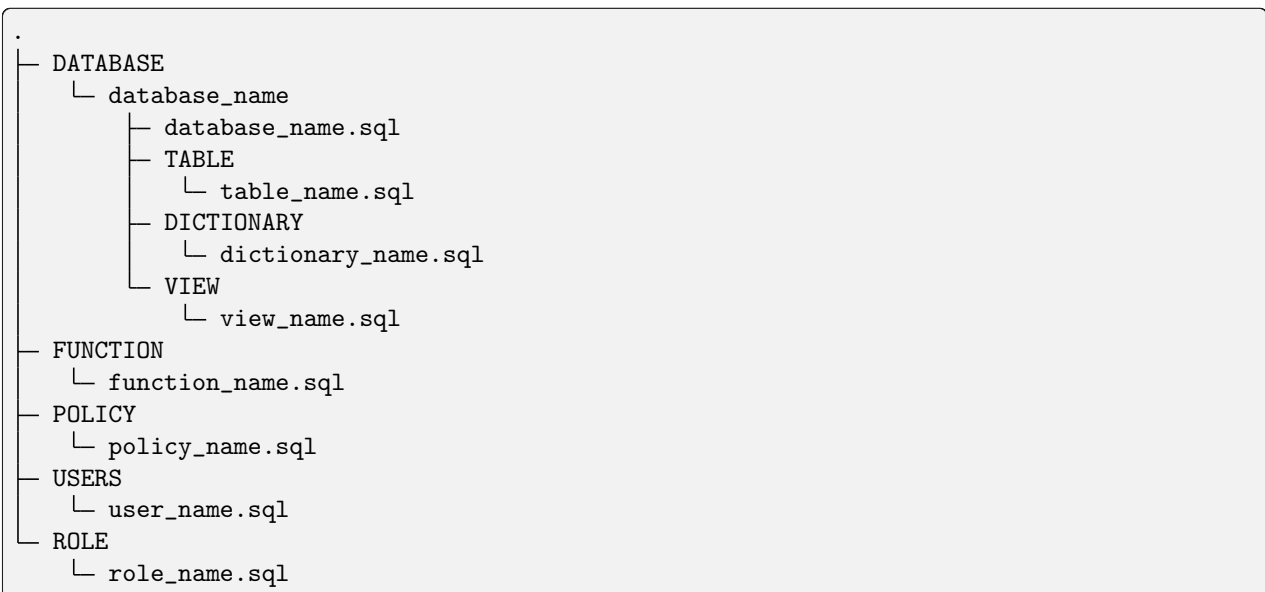 .
├─ DATABASE
│  └─ database_name
│     ├─ database_name.sql
│     ├─ TABLE
│     │  └─ table_name.sql
│     ├─ DICTIONARY
│     │  └─ dictionary_name.sql
│     └─ VIEW
│        └─ view_name.sql
├─ FUNCTION
│  └─ function_name.sql
├─ POLICY
│  └─ policy_name.sql
├─ USERS
│  └─ user_name.sql
└─ ROLE
   └─ role_name.sql